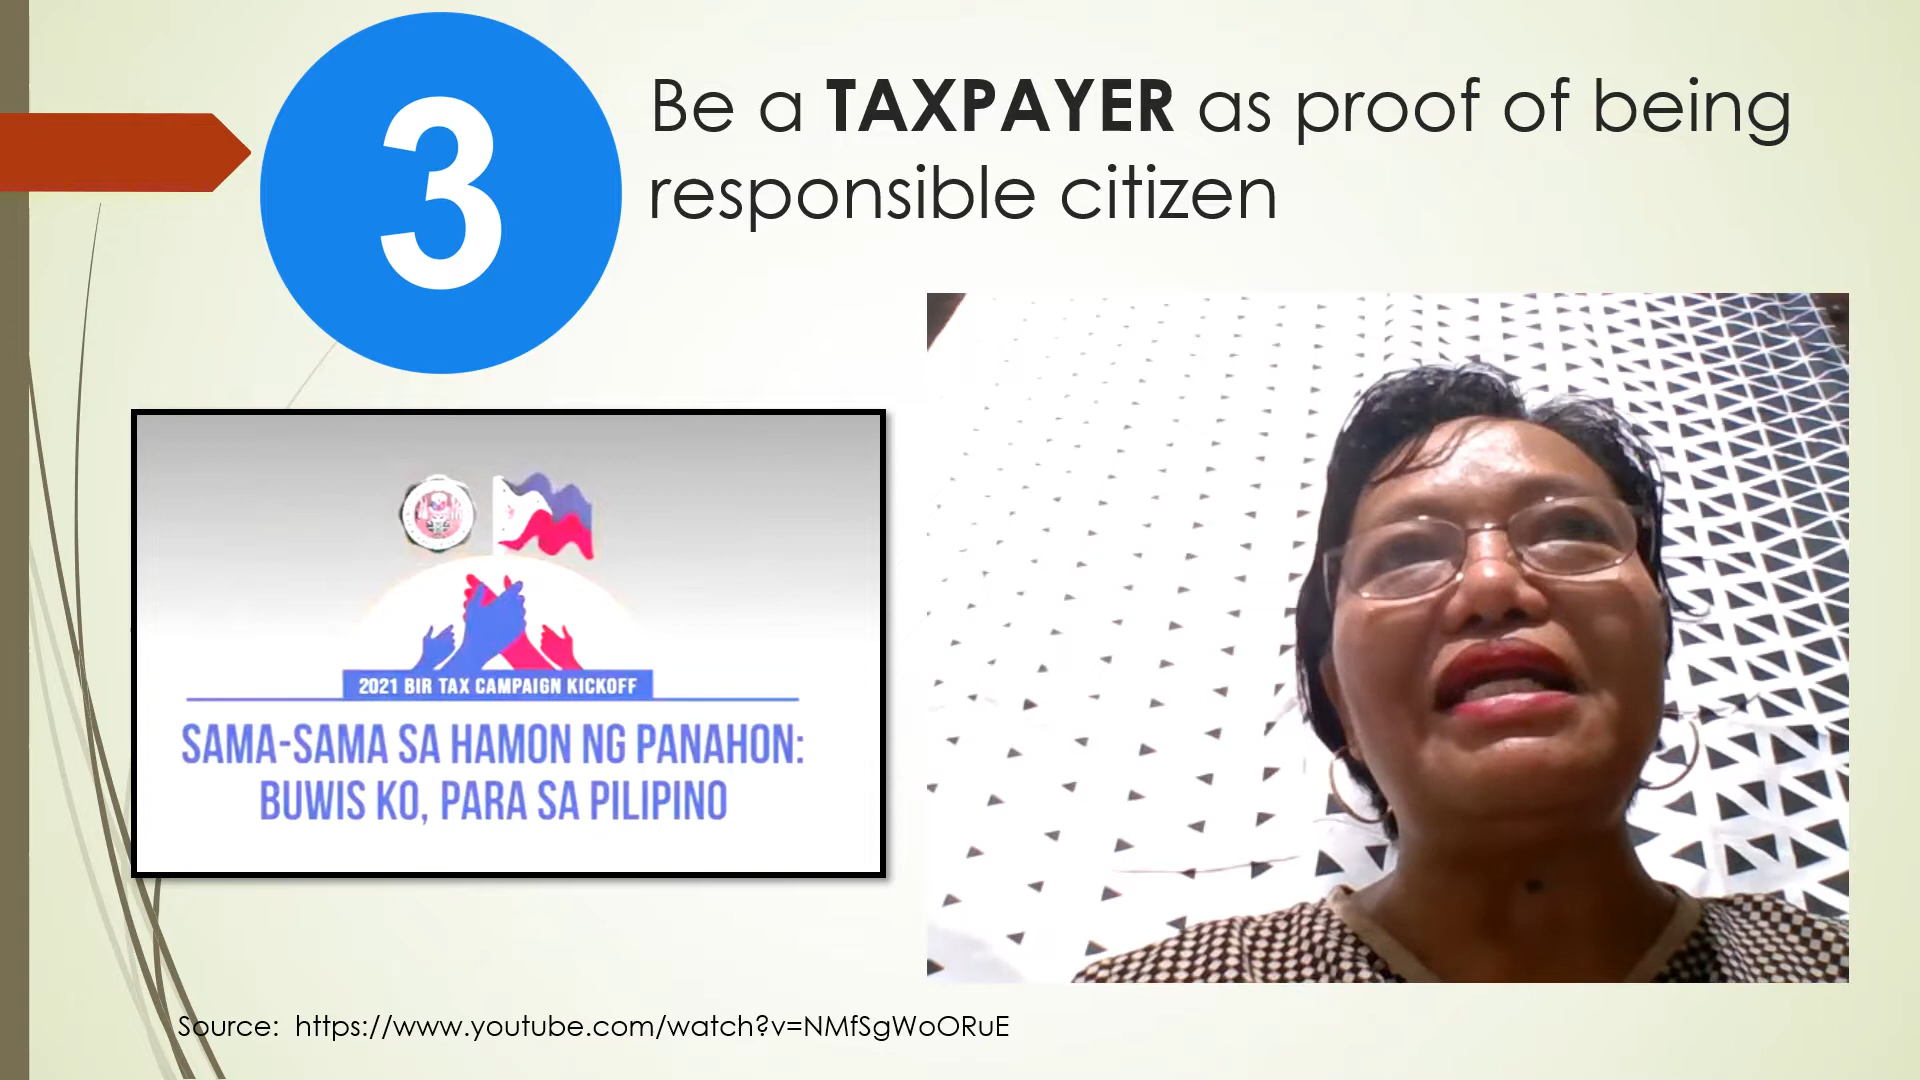 3
Be a TAXPAYER as proof of being
responsible citizen
2021 BIR TAX CAMPAIGN KICKOFF
SAMA-SAMA SA HAMON NG PANAHON:
BUWIS KO, PARA SA PILIPINO
Source:  https://www.youtube.com/watch?v=NMfSgWoORuE